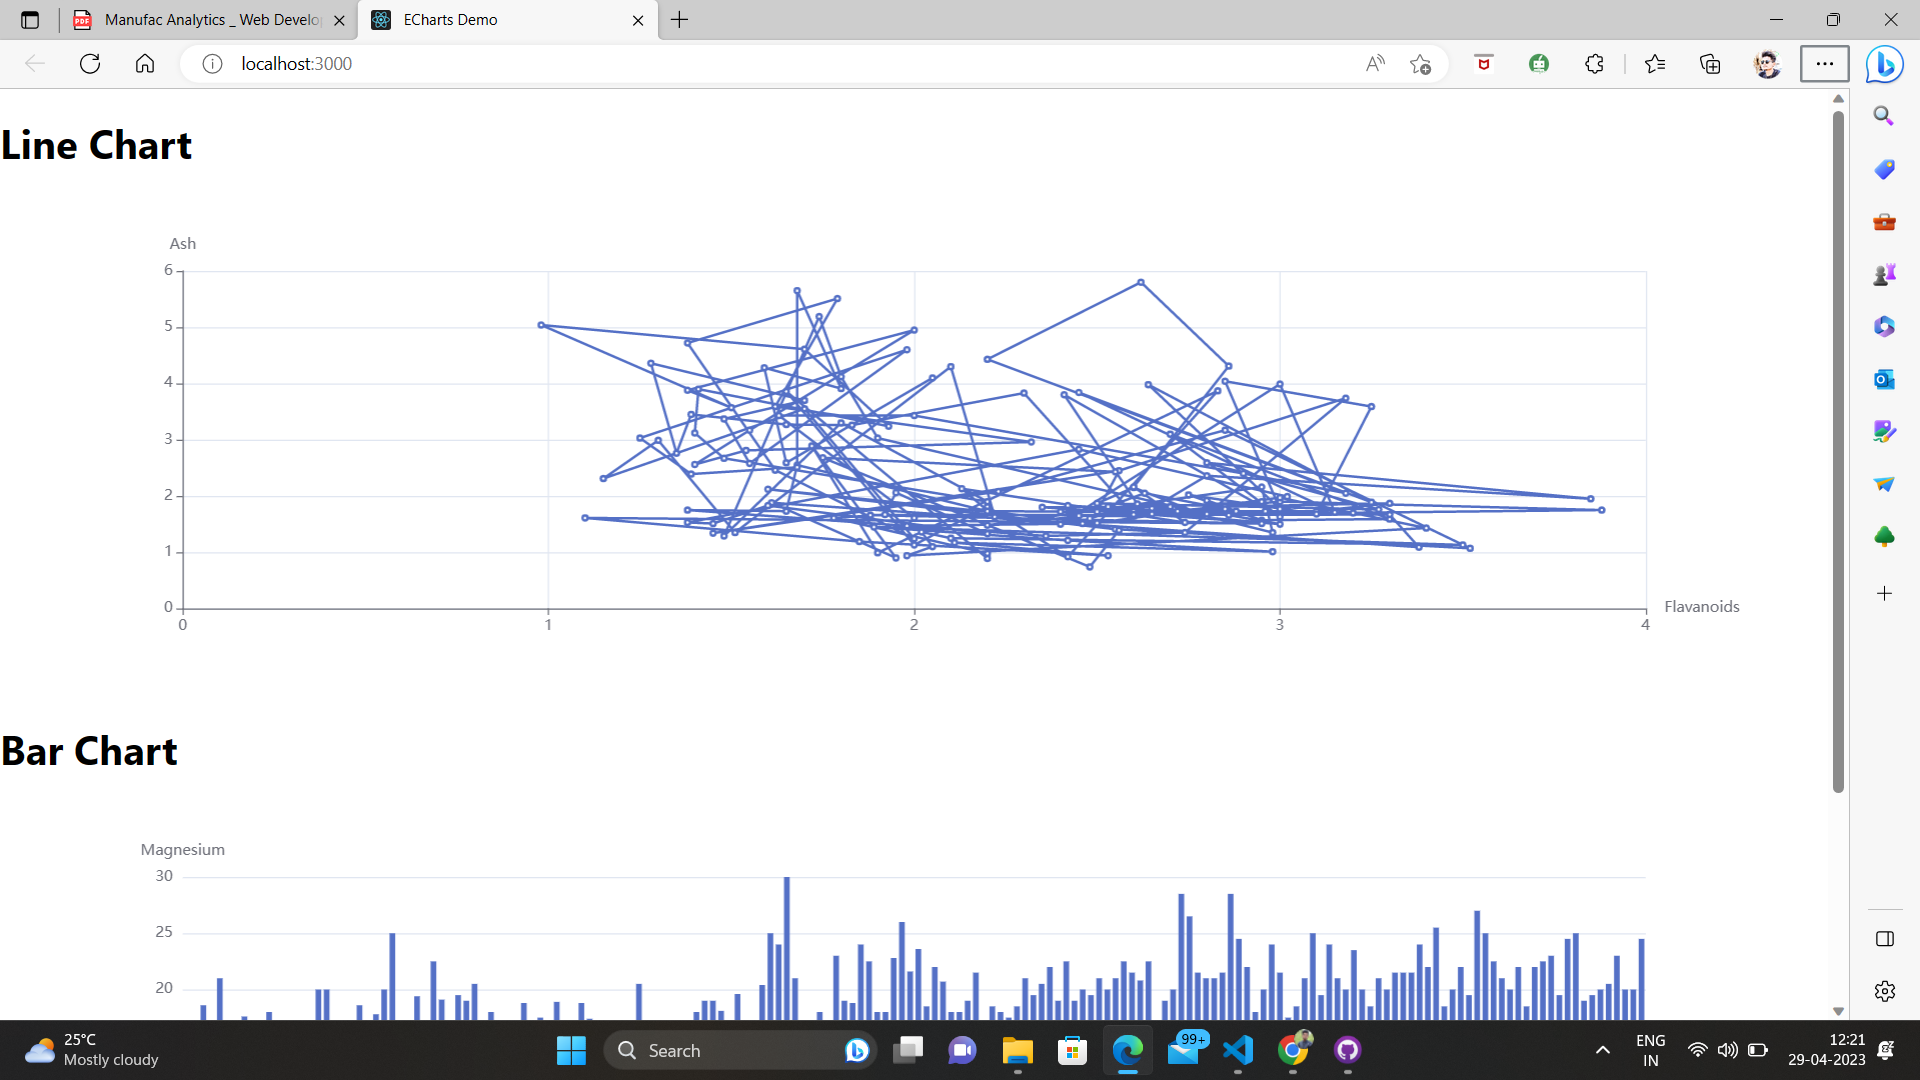 Manufac Analytics _ Web Develo
ECharts Demo
localhost:3000
Line Chart
Ash
6
5
4
3
2
1
0
0 1 2 3 4
Flavanoids
Bar Chart
Magnesium
30
25
20
25°C
Mostly cloudy
Search
99+
ENG
IN
12:21
29-04-2023